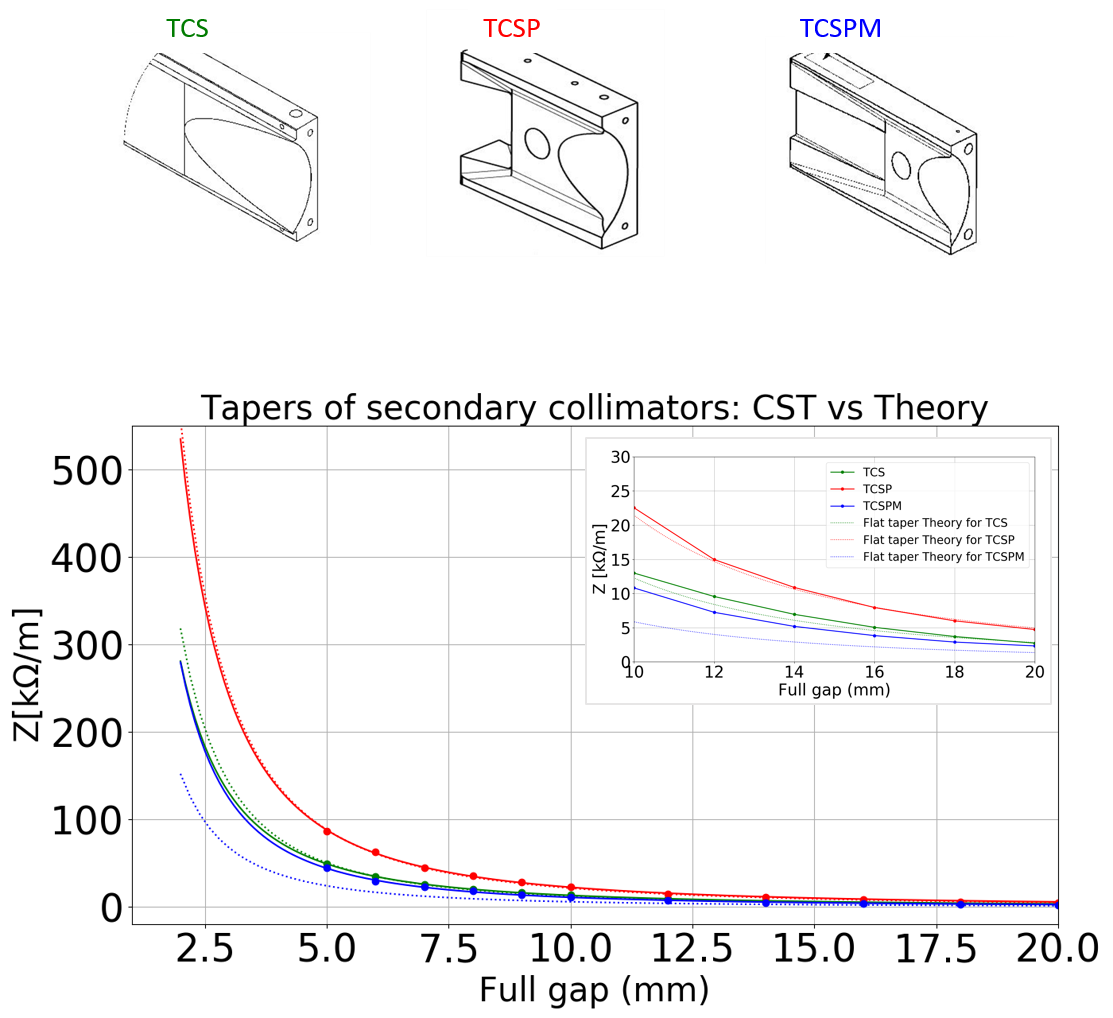 TCS
TCSP
TCSPM
Tapers of secondary collimators: CST vs Theory
Z[kΩ/m]
500
400
300
200
100
0
2.5 5.0 7.5 10.0 12.5 15.0 17.5 20.0
Full gap (mm)
Z [kΩ/m]
30
25
20
15
10
5
0
10 12 14 16 18 20
Full gap (mm)
TCS
TCSP
TCSPM
Flat taper Theory for TCS
Flat taper Theory for TCSP
Flat taper Theory for TCSPM